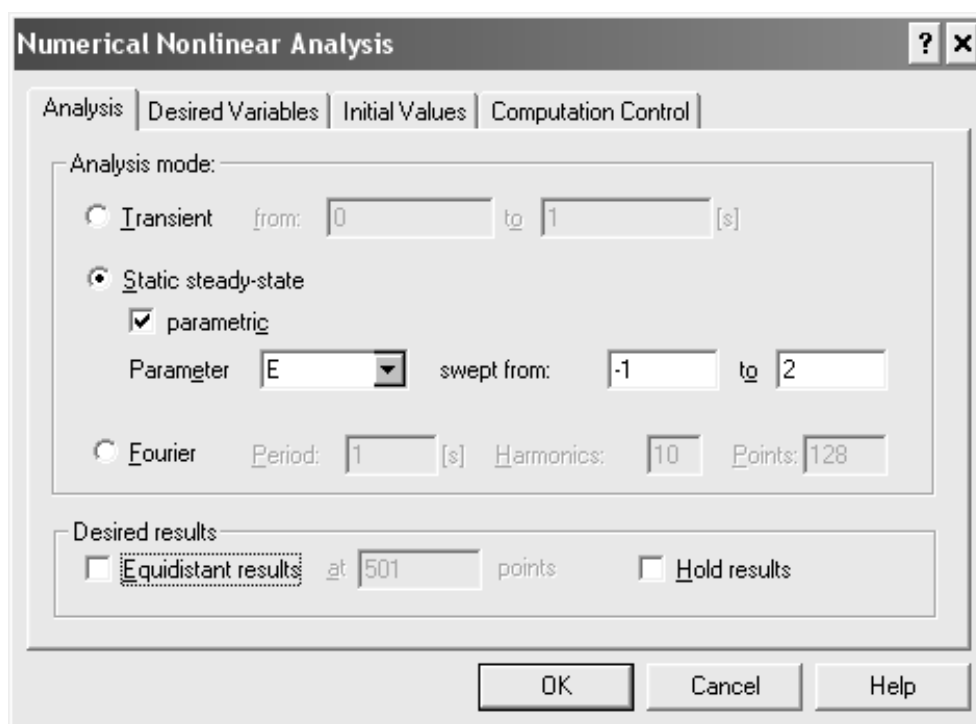 Numerical Nonlinear Analysis ? ×
Analysis Desired Variables Initial Values Computation Control
Analysis mode:
Transient from: 0 to 1 [s]
Static steady-state
parametric
Parameter E swept from: -1 to 2
Fourier Period: 1 [s] Harmonics: 10 Points: 128
Desired results
Equidistant results at 501 points Hold results
OK Cancel Help